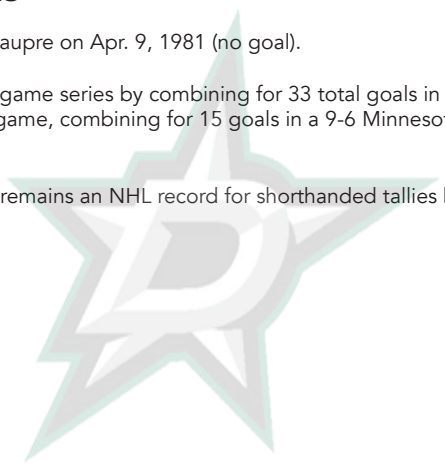 aupre on Apr. 9, 1981 (no goal).
game series by combining for 33 total goals in
game, combining for 15 goals in a 9-6 Minneso
remains an NHL record for shorthanded tallies
D